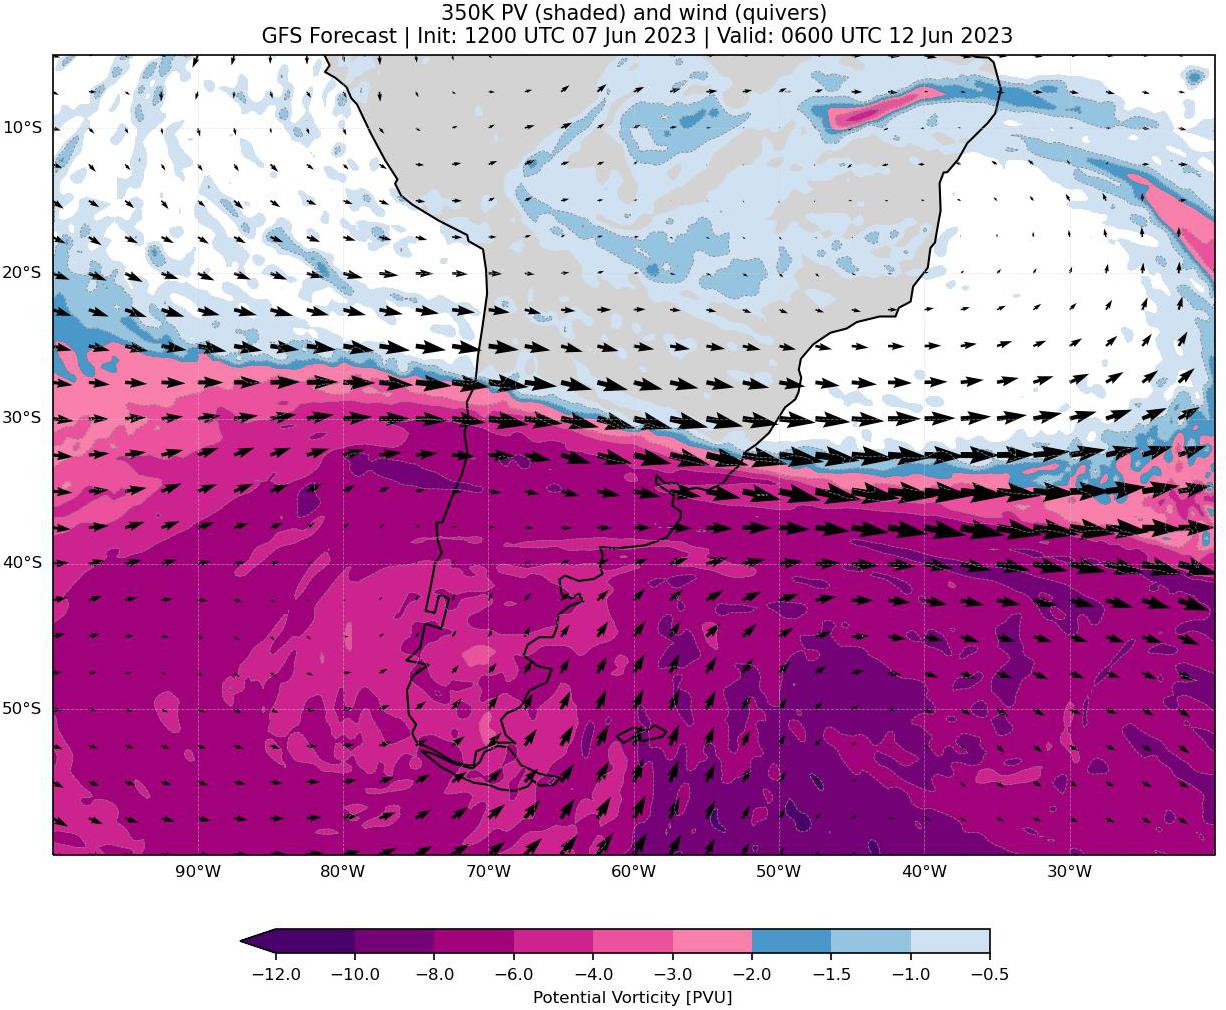 350K PV (shaded) and wind (quivers)
GFS Forecast | Init: 1200 UTC 07 Jun 2023 | Valid: 0600 UTC 12 Jun 2023
10°S
20°S
30°S
40°S
50°S
90°W 80°W 70°W 60°W 50°W 40°W 30°W
−12.0 −10.0 −8.0 −6.0 −4.0 −3.0 −2.0 −1.5 −1.0 −0.5
Potential Vorticity [PVU]